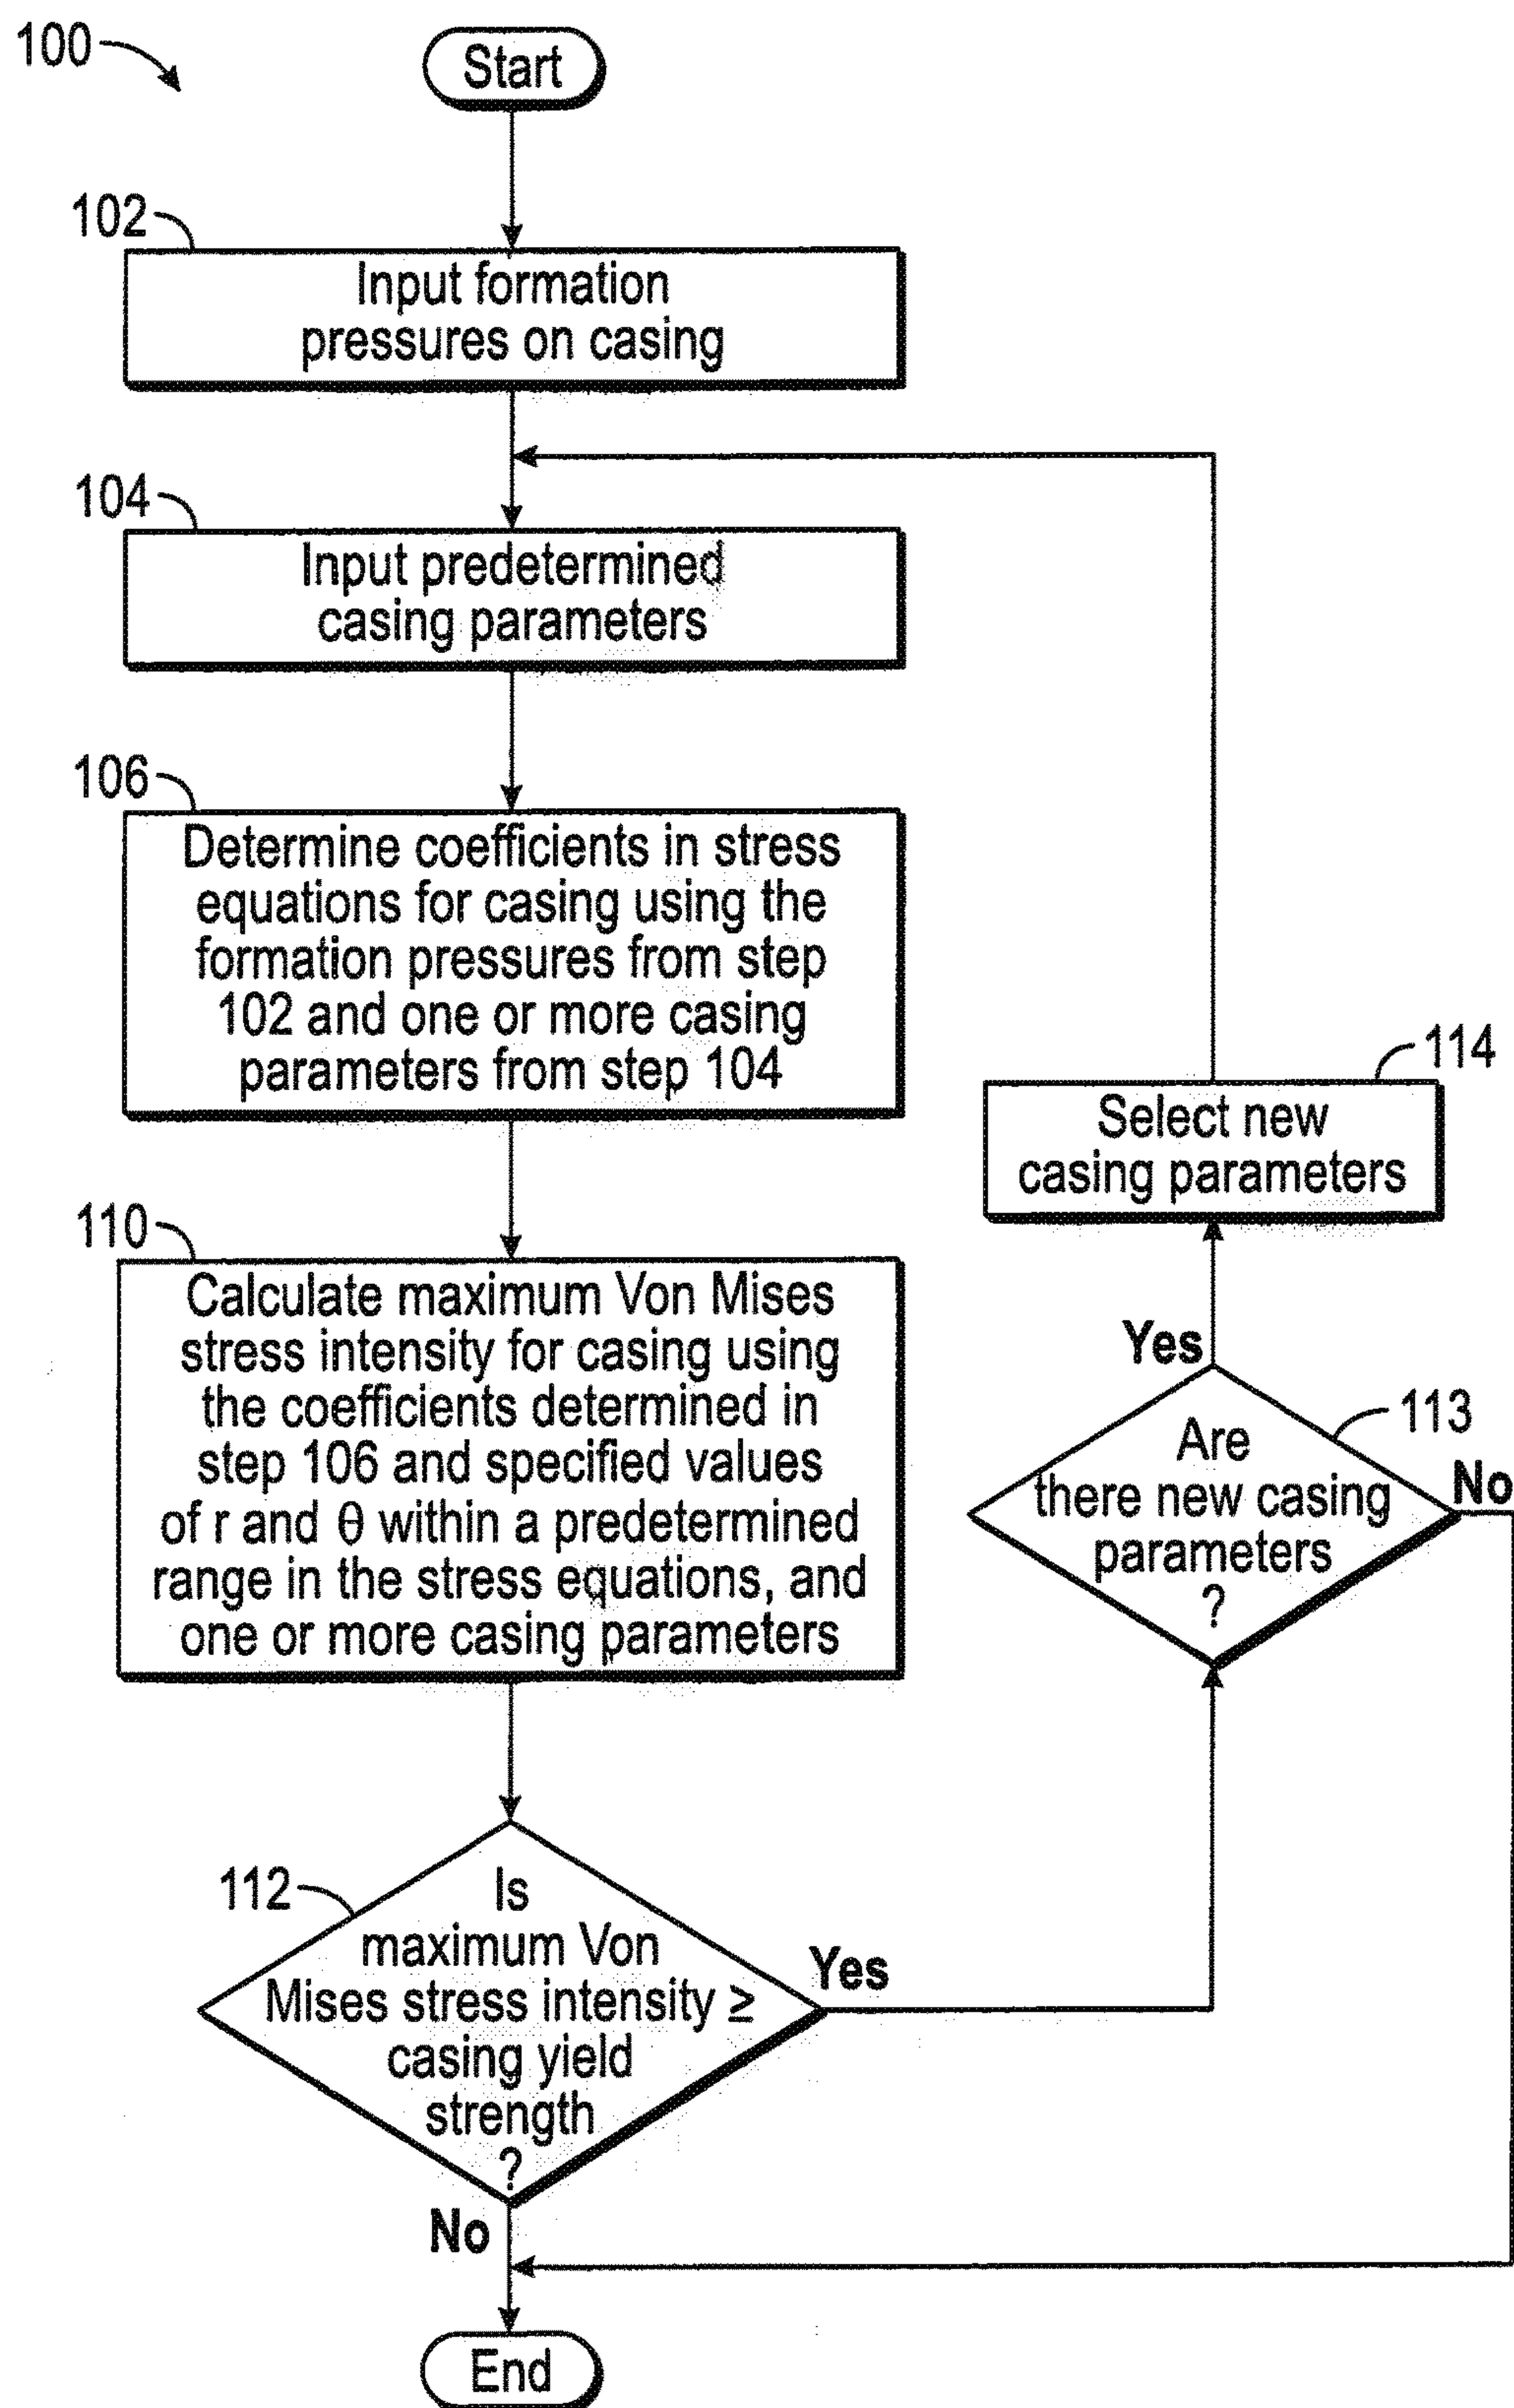 100
Start
102
Input formation
pressures on casing
104
Input predetermined
casing parameters
106
Determine coefficients in stress
equations for casing using the
formation pressures from step
102 and one or more casing
parameters from step 104
110
Calculate maximum Von Mises
stress intensity for casing using
the coefficients determined in
step 106 and specified values
of r and θ within a predetermined
range in the stress equations, and
one or more casing parameters
112
Is
maximum Von
Mises stress intensity ≥
casing yield
strength
?
Yes
No
113
Are
there new casing
parameters
?
Yes
No
114
Select new
casing parameters
End